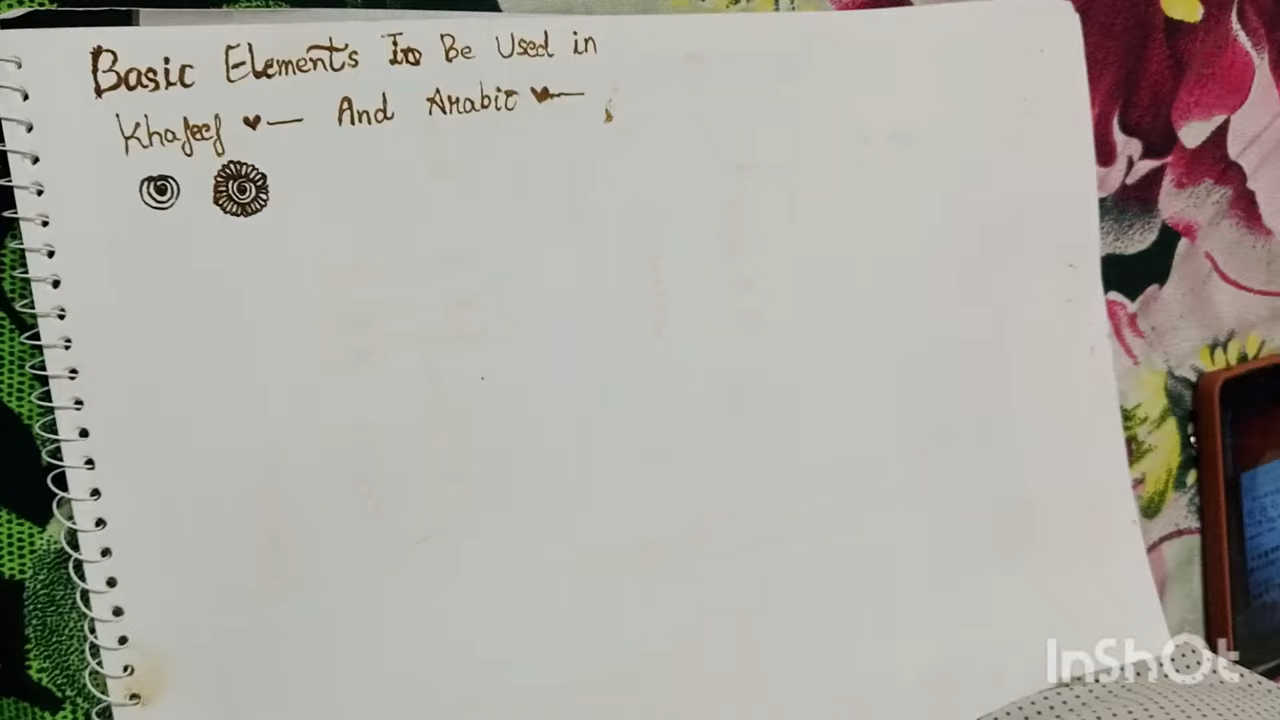 Basic Elements To Be Used in
Khafeef ♥— And Arabic ♥—
InShOt